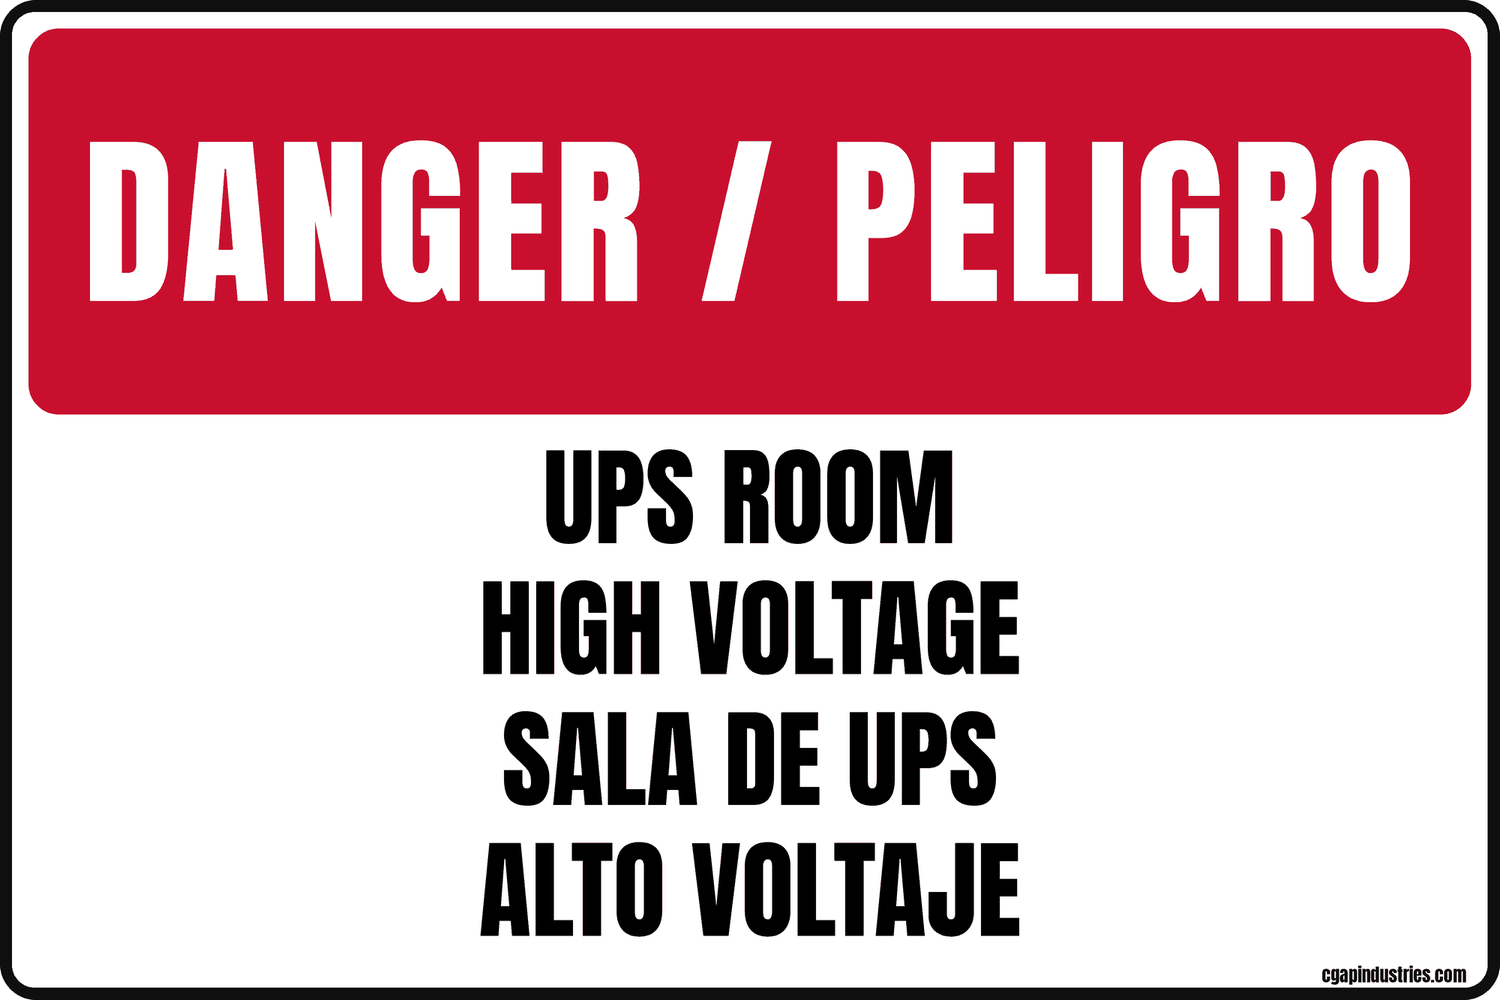 DANGER / PELIGRO
UPS ROOM
HIGH VOLTAGE
SALA DE UPS
ALTO VOLTAJE
cgapindustries.com